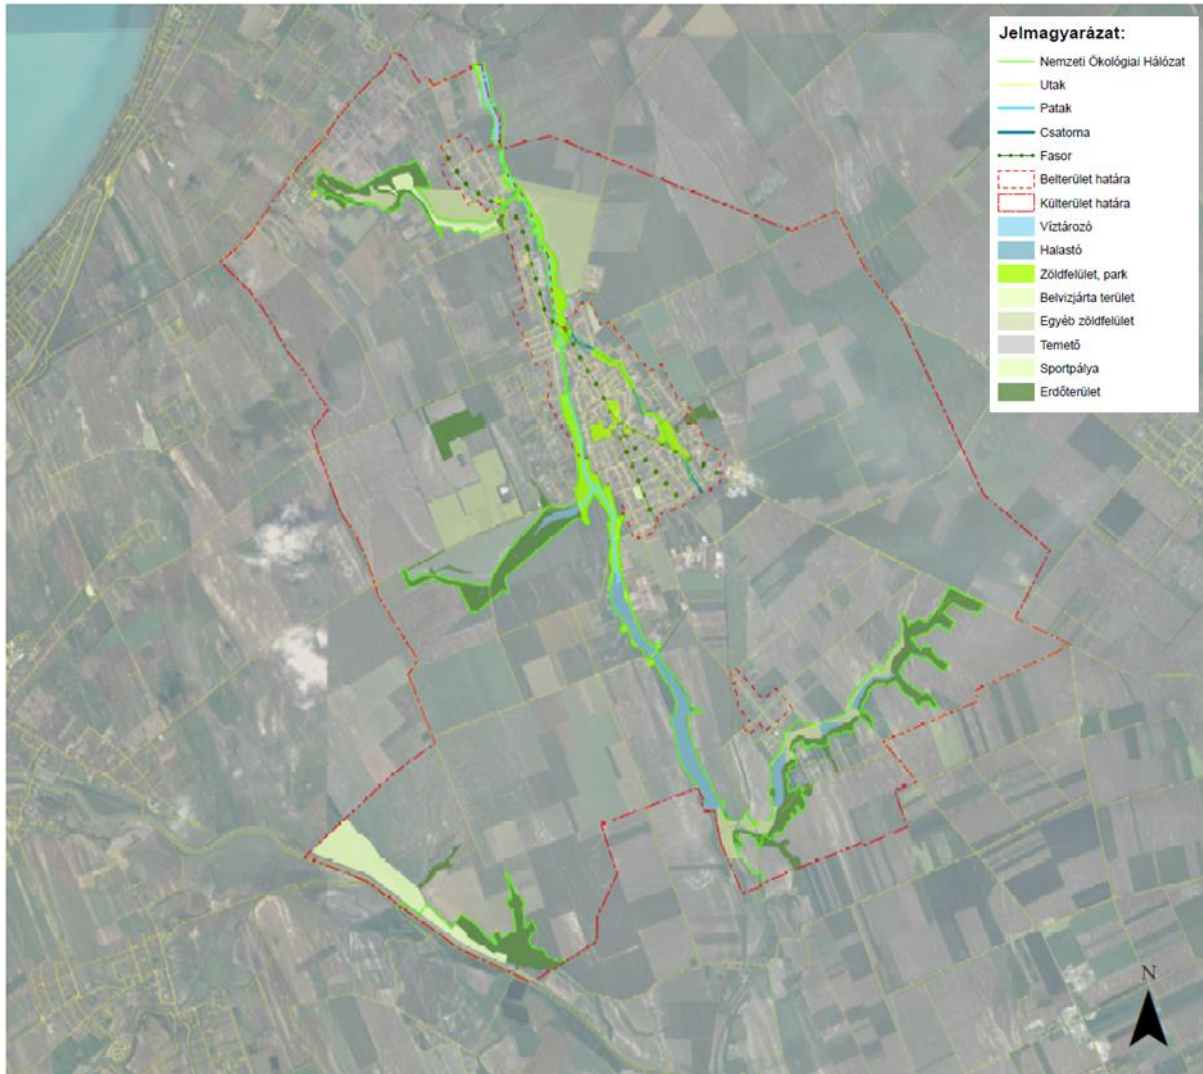 Jelmagyarázat:
Nemzeti Ökológiai Hálózat
Utak
Patak
Csatorna
Fasor
Belterület határa
Külterület határa
Víztározó
Halastó
Zöldfelület, park
Belvizjárta terület
Egyéb zöldfelület
Temető
Sportpálya
Erdőterület
N